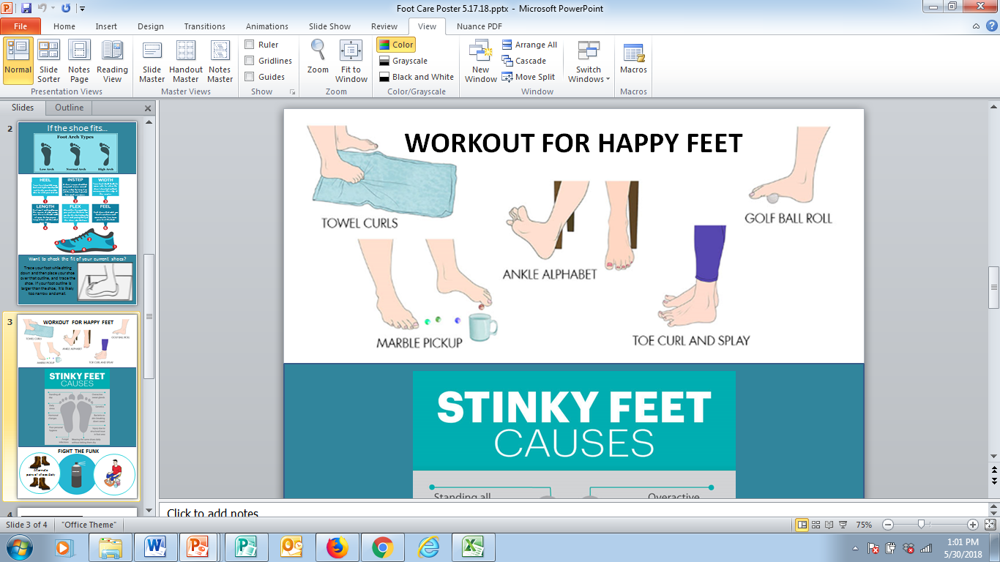 Foot Care Poster 5.17.18.pptx - Microsoft PowerPoint
File Home Insert Design Transitions Animations Slide Show Review View Nuance PDF
Normal
Slide Sorter
Notes Page
Reading View
Presentation Views
Slide Master
Handout Master
Notes Master
Master Views
Ruler
Gridlines
Guides
Show
Zoom
Fit to Window
Zoom
Color
Grayscale
Black and White
Color/Grayscale
New Window
Arrange All
Cascade
Move Split
Switch Windows
Window
Macros
Macros
Slides Outline
2
If the shoe fits...
Foot Arch Types
Low Arch Normal Arch High Arch
HEEL INSTEP WIDTH
LENGTH FLEX FEEL
Want to check the fit of your current shoes?
Trace your foot while sitting
down and then place your shoe
over that outline, and trace the
shoe. If your foot outline is
larger than the shoe, it is likely
too narrow and small.
3
WORKOUT FOR HAPPY FEET
TOWEL CURLS
GOLF BALL ROLL
ANKLE ALPHABET
MARBLE PICKUP
TOE CURL AND SPLAY
STINKY FEET
CAUSES
FIGHT THE FUNK
Alternate
pairs of shoes daily
4
WORKOUT FOR HAPPY FEET
TOWEL CURLS
GOLF BALL ROLL
ANKLE ALPHABET
MARBLE PICKUP
TOE CURL AND SPLAY
STINKY FEET
CAUSES
Standing all
Overactive
Click to add notes
Slide 3 of 4 "Office Theme" 75%
1:01 PM
5/30/2018